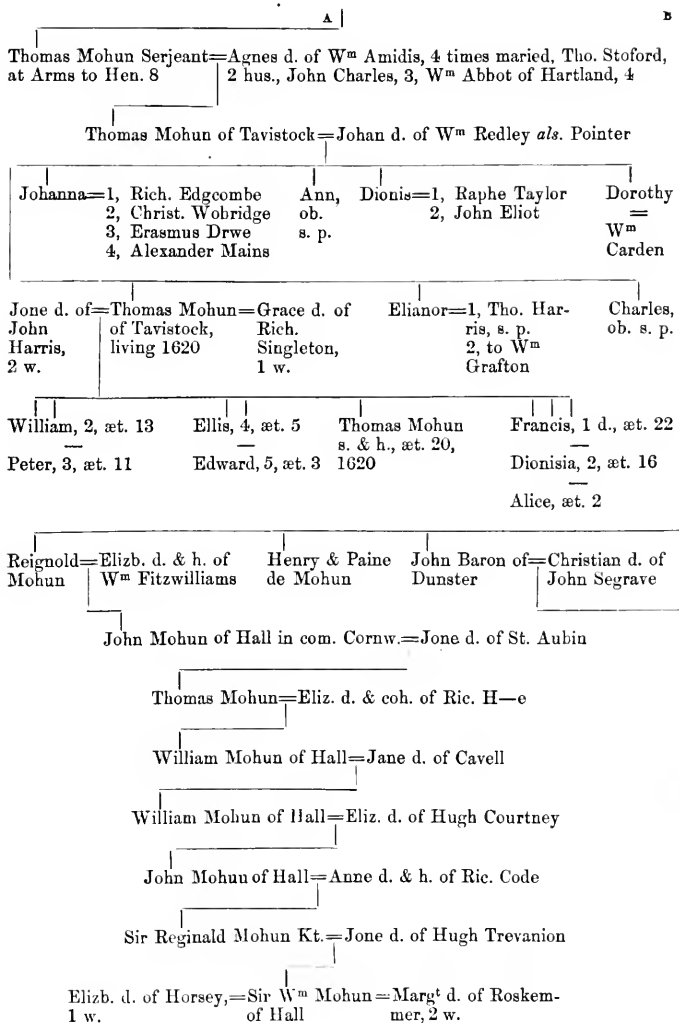 A B
Thomas Mohun Serjeant=Agnes d. of Wᵐ Amidis, 4 times maried, Tho. Stoford,
at Arms to Hen. 8 2 hus., John Charles, 3, Wᵐ Abbot of Hartland, 4
Thomas Mohun of Tavistock=Johan d. of Wᵐ Redley als. Pointer
Johanna=1, Rich. Edgcombe
2, Christ. Wobridge
3, Erasmus Drwe
4, Alexander Mains
Ann,
ob.
s. p.
Dionis=1, Raphe Taylor
2, John Eliot
Dorothy
=
Wᵐ
Carden
Jone d. of=Thomas Mohun=Grace d. of
John of Tavistock, Rich.
Harris, living 1620 Singleton,
2 w. 1 w.
Elianor=1, Tho. Har-
ris, s. p.
2, to Wᵐ
Grafton
Charles,
ob. s. p.
William, 2, æt. 13
Peter, 3, æt. 11
Ellis, 4, æt. 5
Edward, 5, æt. 3
Thomas Mohun
s. & h., æt. 20,
1620
Francis, 1 d., æt. 22
Dionisia, 2, æt. 16
Alice, æt. 2
Reignold=Elizb. d. & h. of
Mohun Wᵐ Fitzwilliams
Henry & Paine
de Mohun
John Baron of=Christian d. of
Dunster John Segrave
John Mohun of Hall in com. Cornw.=Jone d. of St. Aubin
Thomas Mohun=Eliz. d. & coh. of Ric. H—e
William Mohun of Hall=Jane d. of Cavell
William Mohun of Hall=Eliz. d. of Hugh Courtney
John Mohuu of Hall=Anne d. & h. of Ric. Code
Sir Reginald Mohun Kt.=Jone d. of Hugh Trevanion
Elizb. d. of Horsey,=Sir Wᵐ Mohun=Margᵗ d. of Roskem-
1 w. of Hall mer, 2 w.